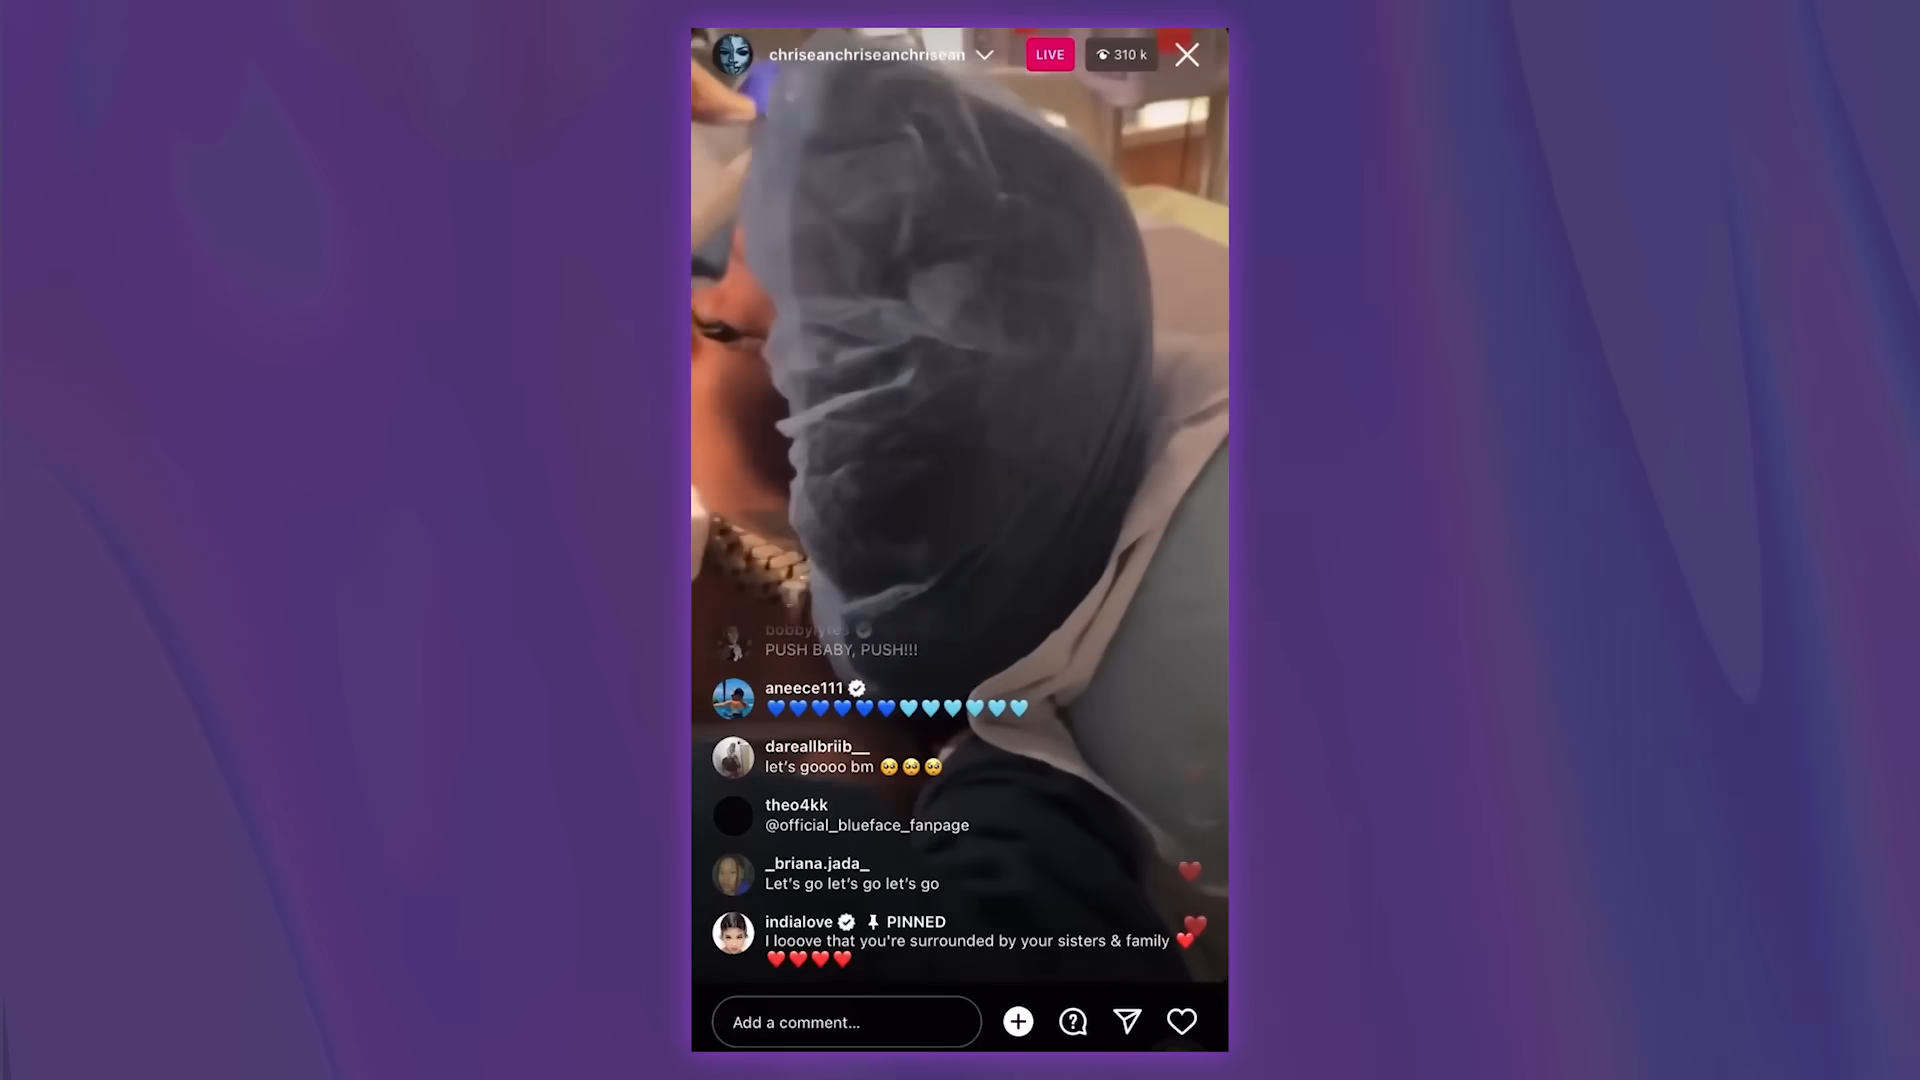 chriseanchriseanchrisean
LIVE
310 k
bobbylytes
PUSH BABY, PUSH!!!
aneece111
💙💙💙💙💙💙🩵🩵🩵🩵🩵🩵
dareallbriib__
let's goooo bm 🥺🥺🥺
theo4kk
@official_blueface_fanpage
_briana.jada_
Let's go let's go let's go
indialove PINNED
I looove that you're surrounded by your sisters & family ❤️
❤️❤️❤️❤️
Add a comment...